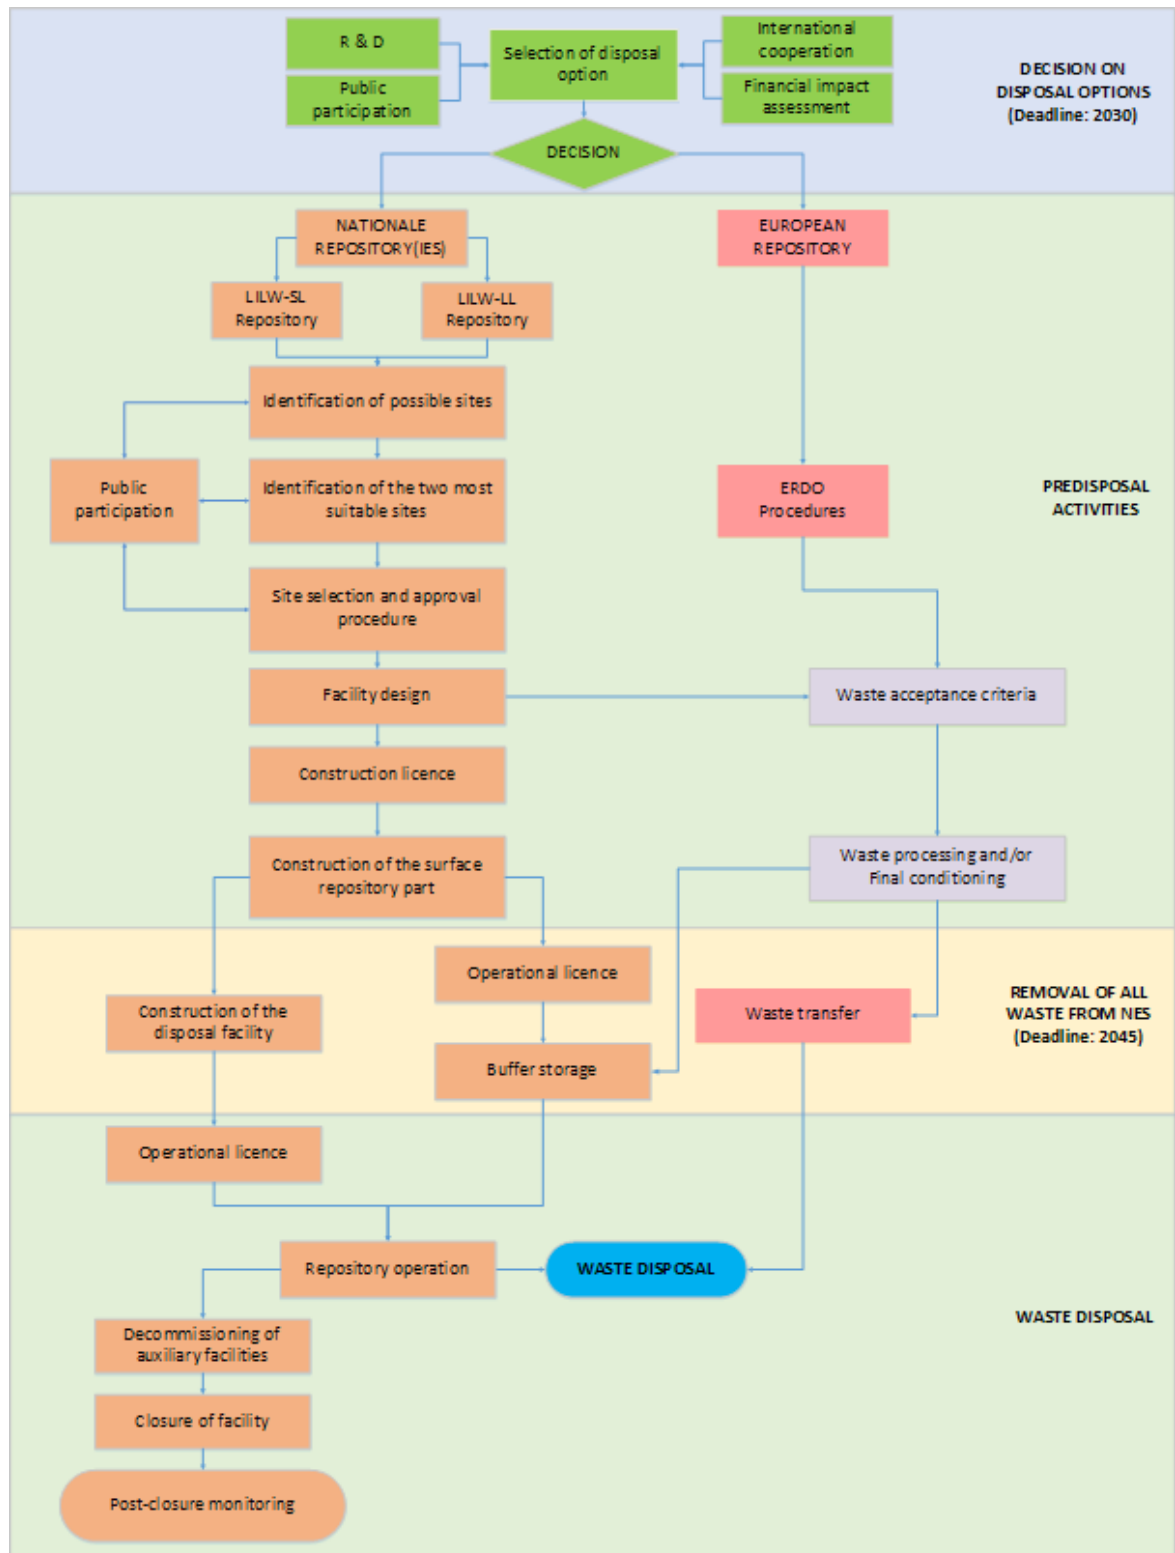 R & D
Public
participation
Selection of disposal
option
International
cooperation
Financial impact
assessment
DECISION ON
DISPOSAL OPTIONS
(Deadline: 2030)
DECISION
NATIONALE
REPOSITORY(IES)
EUROPEAN
REPOSITORY
LILW-SL
Repository
LILW-LL
Repository
Identification of possible sites
Public
participation
Identification of the two most
suitable sites
ERDO
Procedures
PREDISPOSAL
ACTIVITIES
Site selection and approval
procedure
Facility design
Waste acceptance criteria
Construction licence
Construction of the surface
repository part
Waste processing and/or
Final conditioning
Operational licence
Construction of the
disposal facility
Waste transfer
REMOVAL OF ALL
WASTE FROM NES
(Deadline: 2045)
Buffer storage
Operational licence
Repository operation
WASTE DISPOSAL
WASTE DISPOSAL
Decommissioning of
auxiliary facilities
Closure of facility
Post-closure monitoring